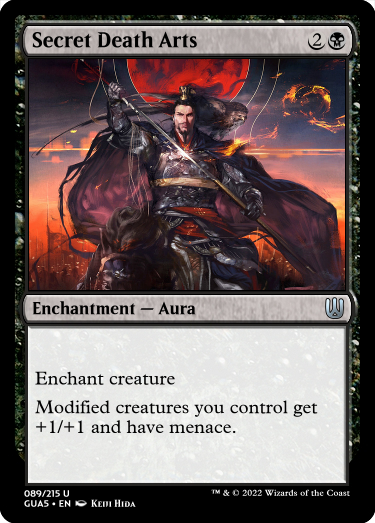 Secret Death Arts 2
Enchantment — Aura
Enchant creature
Modified creatures you control get
+1/+1 and have menace.
089/215 U
GUA5 • EN Keiji Hida
™ & © 2022 Wizards of the Coast